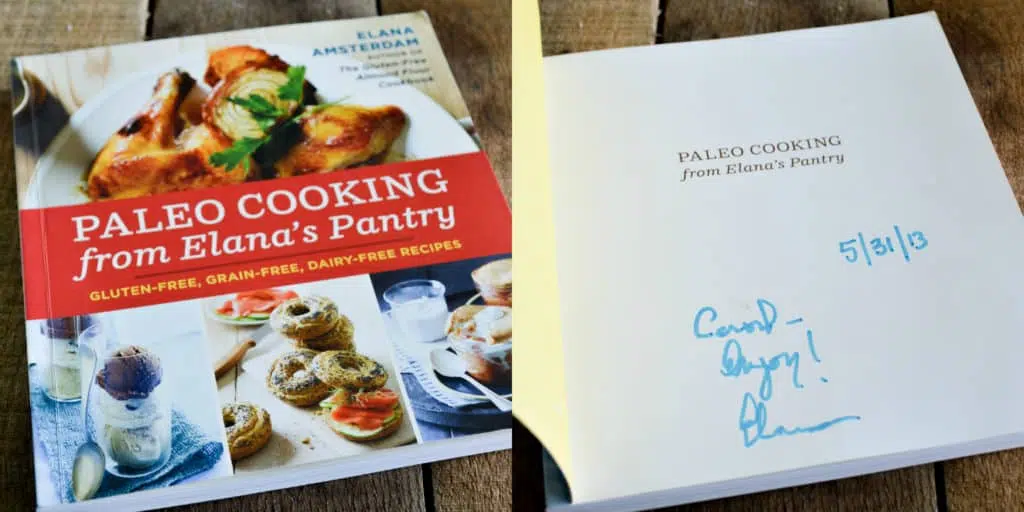 ELANA
AMSTERDAM
AUTHOR OF
The Gluten-Free
Almond Flour
Cookbook
PALEO COOKING
from Elana's Pantry
GLUTEN-FREE, GRAIN-FREE, DAIRY-FREE RECIPES
PALEO COOKING
from Elana's Pantry
5/31/13
Carol –
Enjoy!
Elana